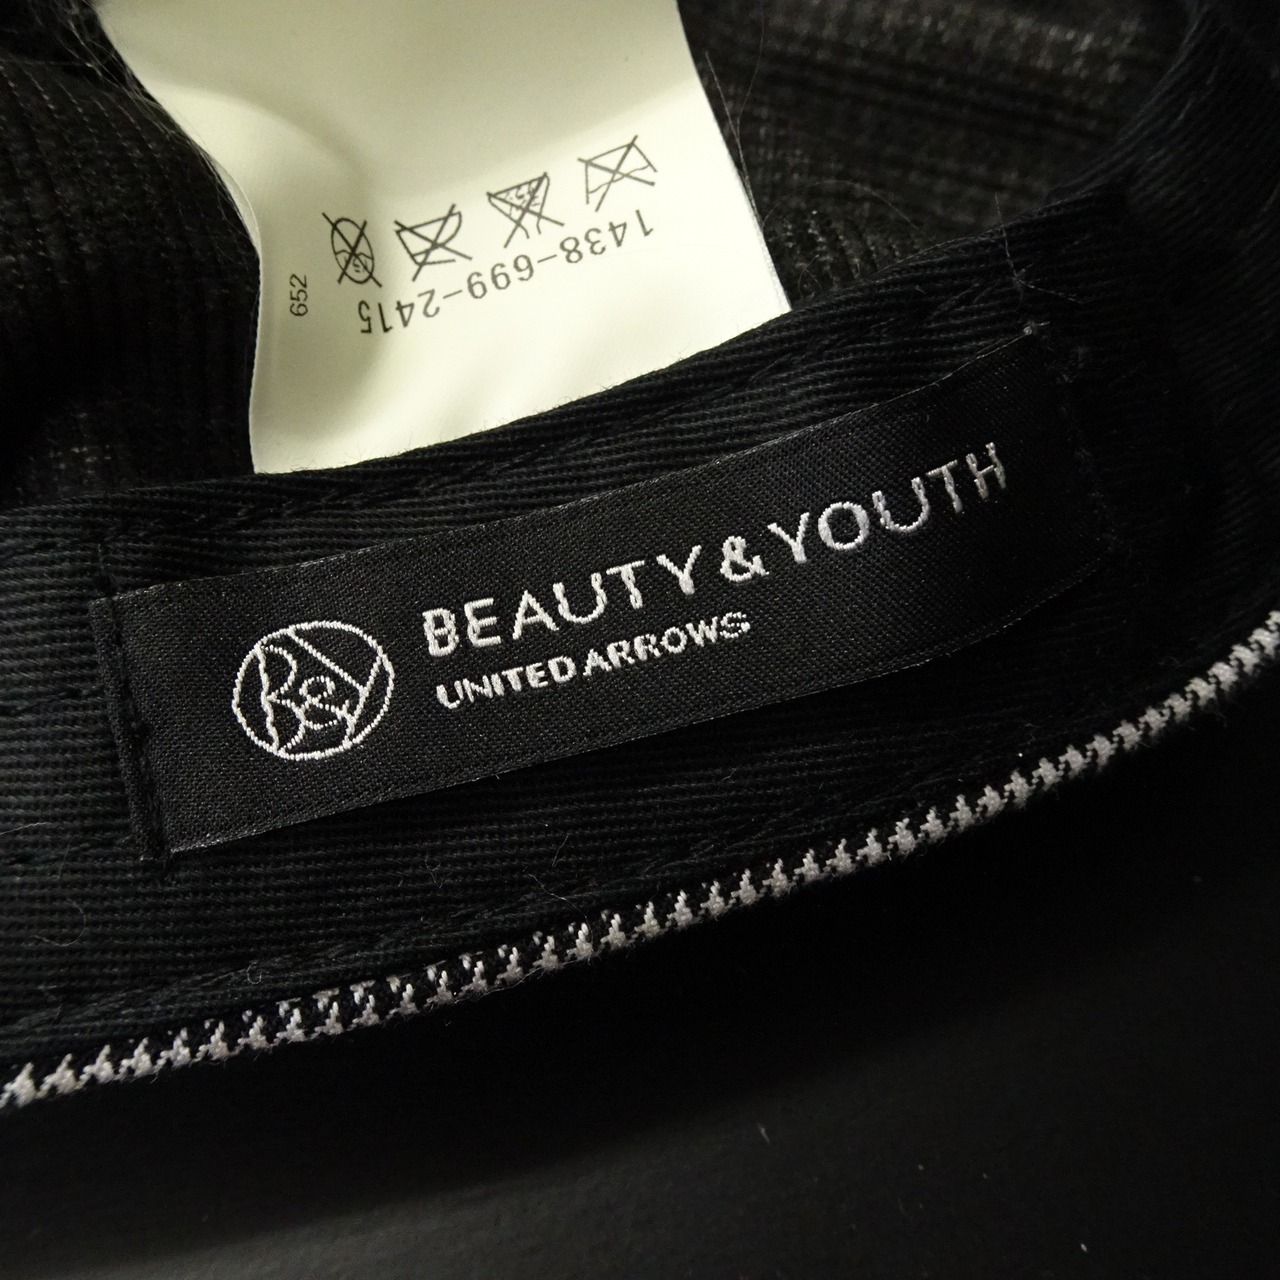 1438-699-2415
652
B&Y
BEAUTY & YOUTH
UNITED ARROWS